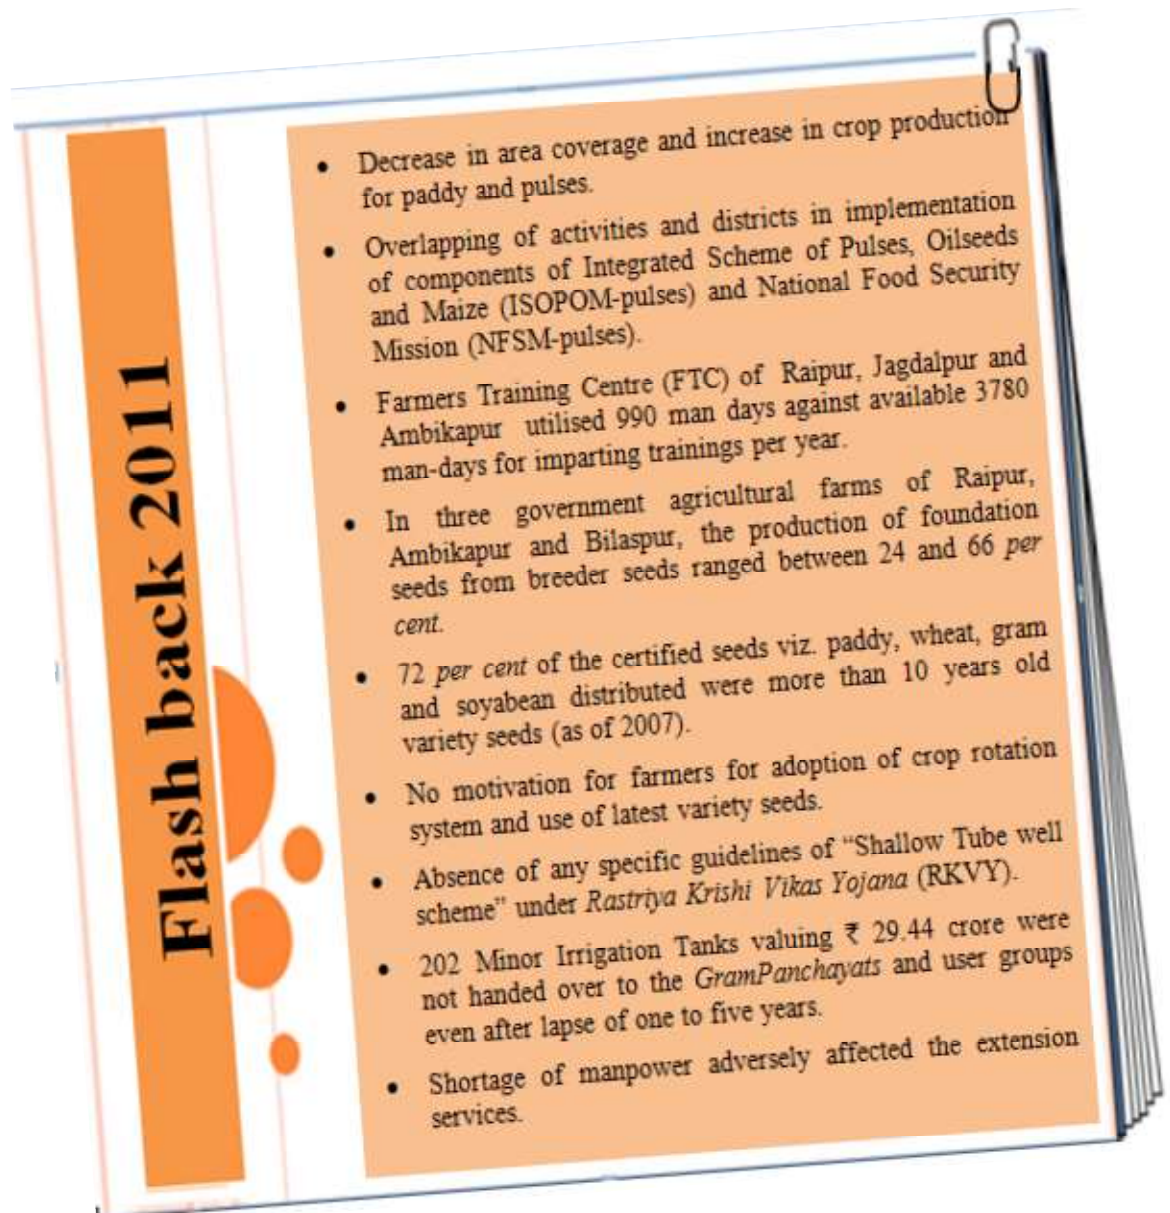 Flash back 2011
• Decrease in area coverage and increase in crop production
for paddy and pulses.
• Overlapping of activities and districts in implementation
of components of Integrated Scheme of Pulses, Oilseeds
and Maize (ISOPOM-pulses) and National Food Security
Mission (NFSM-pulses).
• Farmers Training Centre (FTC) of Raipur, Jagdalpur and
Ambikapur utilised 990 man days against available 3780
man-days for imparting trainings per year.
• In three government agricultural farms of Raipur,
Ambikapur and Bilaspur, the production of foundation
seeds from breeder seeds ranged between 24 and 66 per
cent.
• 72 per cent of the certified seeds viz. paddy, wheat, gram
and soyabean distributed were more than 10 years old
variety seeds (as of 2007).
• No motivation for farmers for adoption of crop rotation
system and use of latest variety seeds.
• Absence of any specific guidelines of “Shallow Tube well
scheme” under Rastriya Krishi Vikas Yojana (RKVY).
• 202 Minor Irrigation Tanks valuing ₹ 29.44 crore were
not handed over to the GramPanchayats and user groups
even after lapse of one to five years.
• Shortage of manpower adversely affected the extension
services.